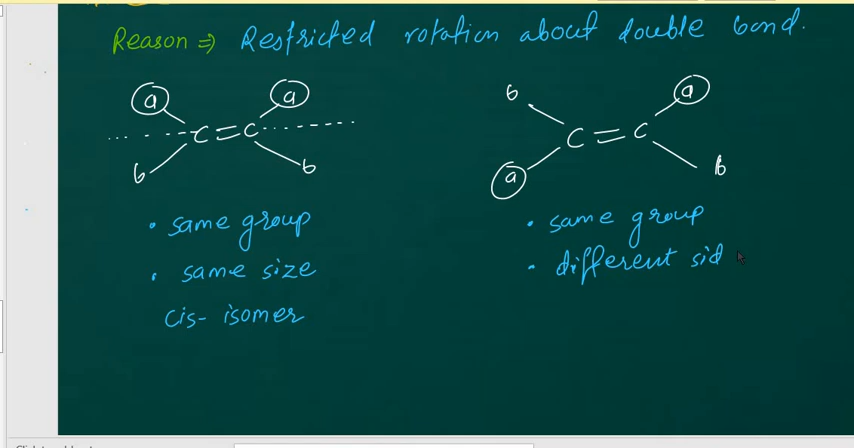 Reason ⇒ Restricted rotation about double bond.
a a
C = C
b b
• same group
• same size
cis- isomer
b a
C = C
a b
• same group
• different sid